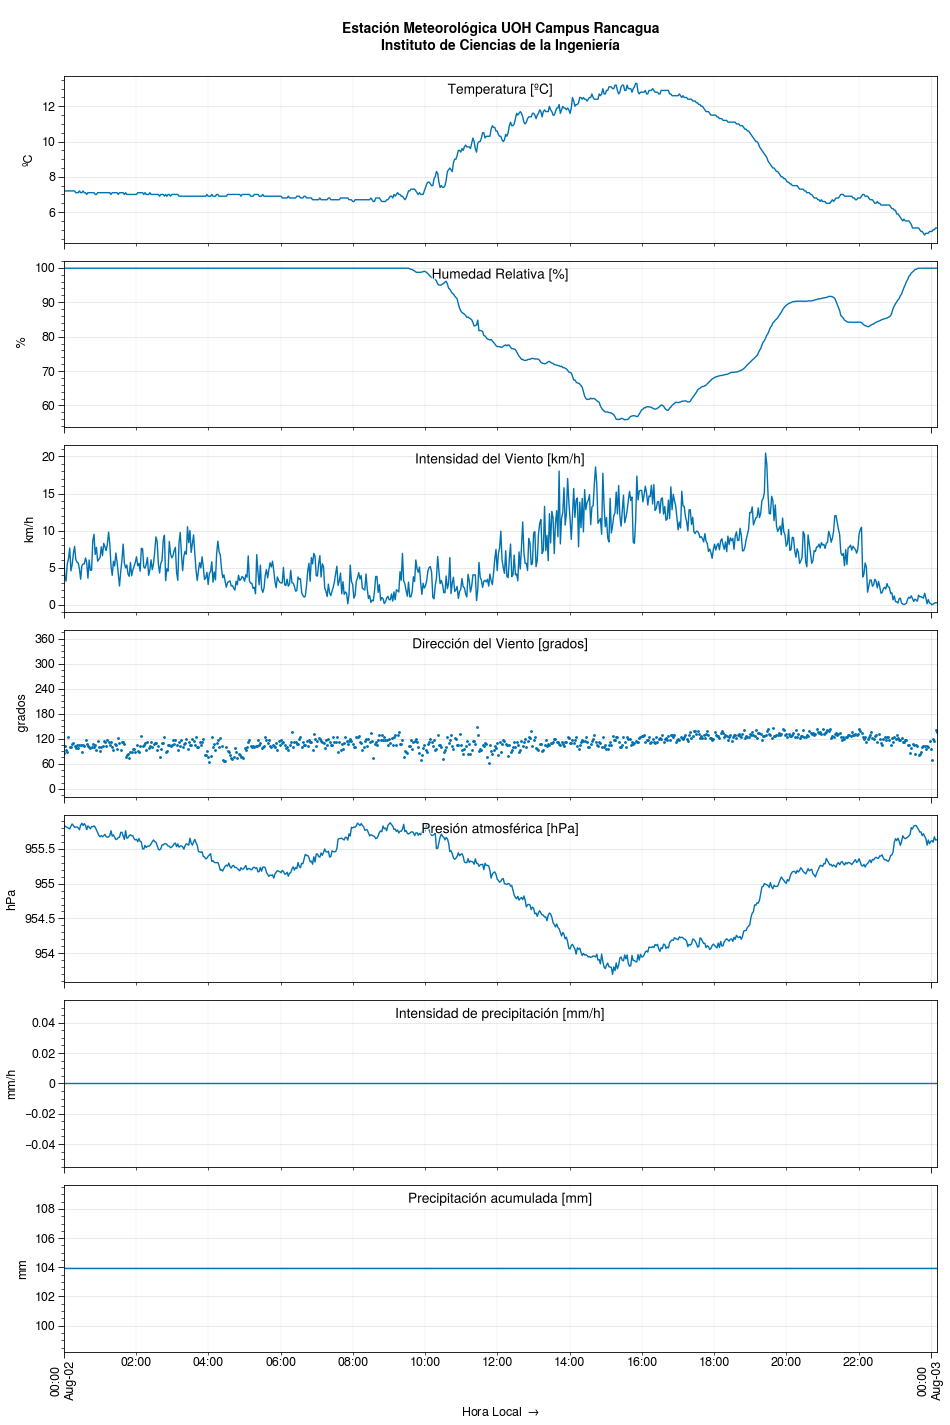 Estación Meteorológica UOH Campus Rancagua
Instituto de Ciencias de la Ingeniería
Temperatura [ºC]
ºC
12
10
8
6
Humedad Relativa [%]
%
100
90
80
70
60
Intensidad del Viento [km/h]
km/h
20
15
10
5
0
Dirección del Viento [grados]
grados
360
300
240
180
120
60
0
Presión atmosférica [hPa]
hPa
955.5
955
954.5
954
Intensidad de precipitación [mm/h]
mm/h
0.04
0.02
0
−0.02
−0.04
Precipitación acumulada [mm]
mm
108
106
104
102
100
00:00
Aug-02
02:00
04:00
06:00
08:00
10:00
12:00
14:00
16:00
18:00
20:00
22:00
00:00
Aug-03
Hora Local →